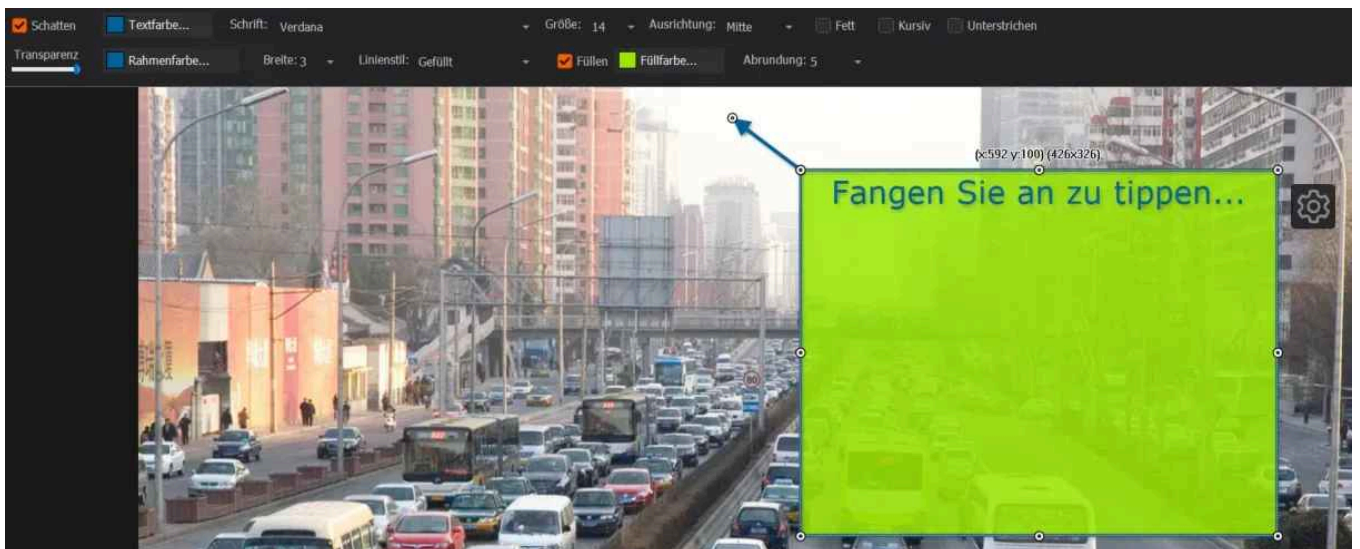 Schatten Textfarbe... Schrift: Verdana Größe: 14 Ausrichtung: Mitte Fett Kursiv Unterstrichen
Transparenz Rahmenfarbe... Breite: 3 Linienstil: Gefüllt Füllen Füllfarbe... Abrundung: 5
(x:592 y:100) (426x326)
Fangen Sie an zu tippen...
80